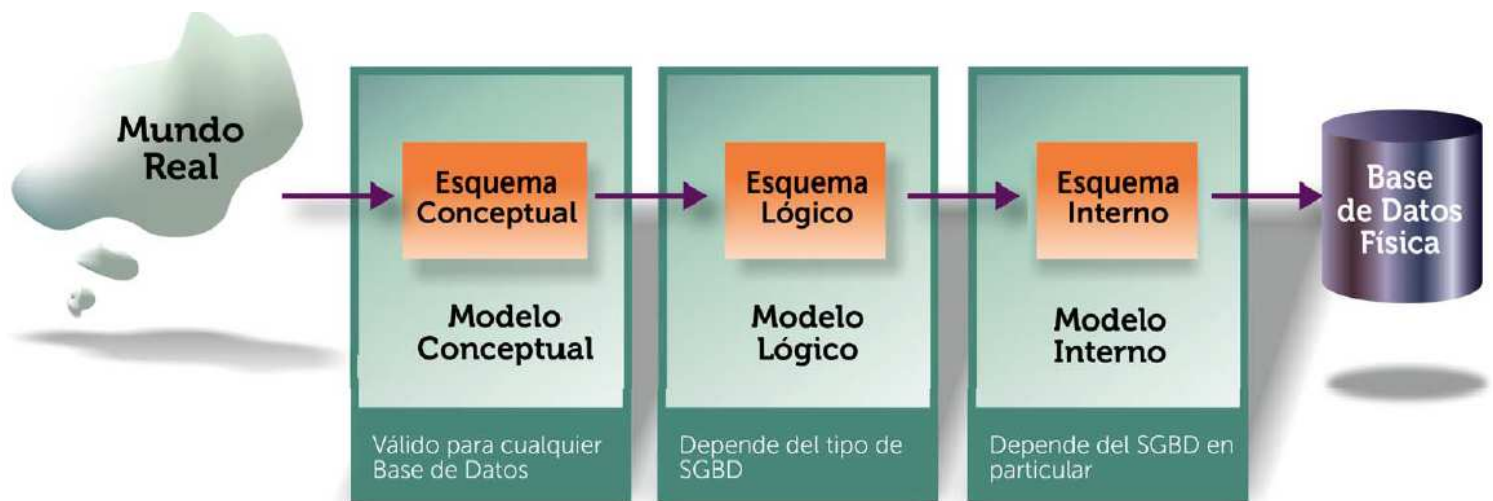 Mundo
Real
Esquema
Conceptual
Modelo
Conceptual
Válido para cualquier
Base de Datos
Esquema
Lógico
Modelo
Lógico
Depende del tipo de
SGBD
Esquema
Interno
Modelo
Interno
Depende del SGBD en
particular
Base
de Datos
Física